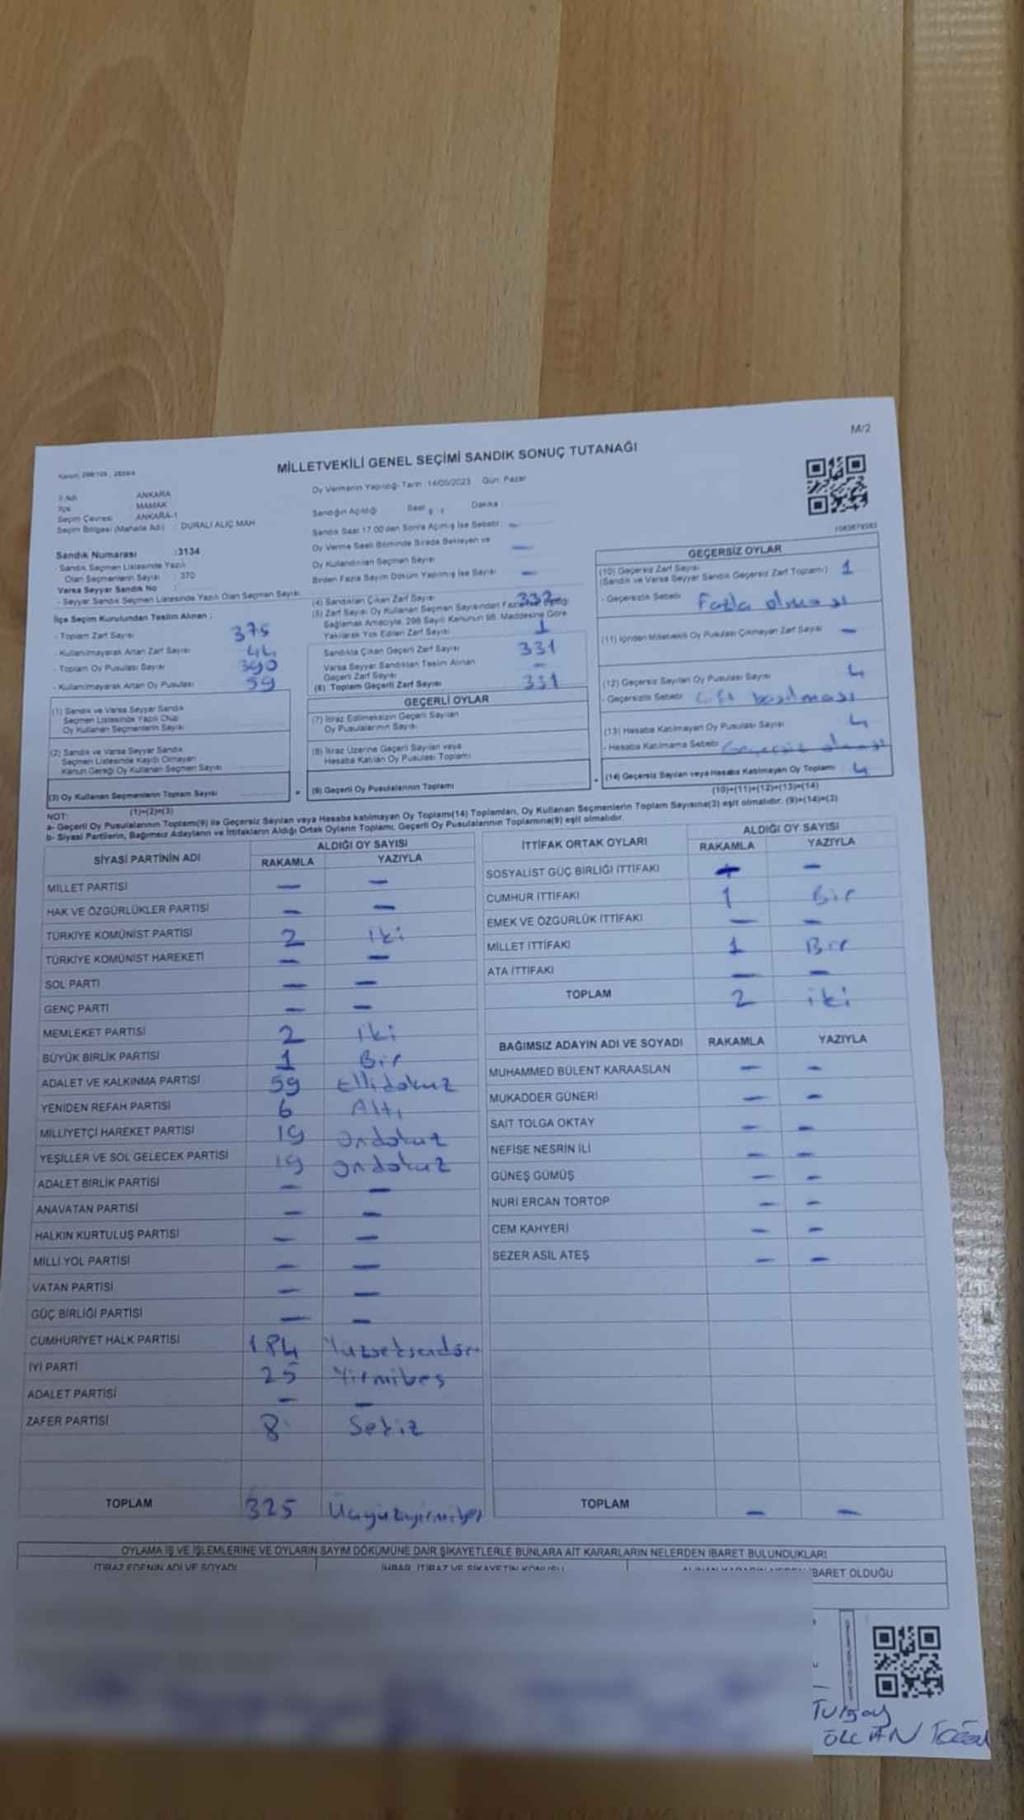 M/2
MİLLETVEKİLİ GENEL SEÇİMİ SANDIK SONUÇ TUTANAĞI
İli Adı : ANKARA
İlçe : MAMAK
Seçim Çevresi : ANKARA-1
Seçim Bölgesi (Mahalle Adı) : DURALİ ALIÇ MAH
Sandık Numarası :3134
- Sandık Seçmen Listesinde Yazılı
Olan Seçmenlerin Sayısı : 370
Varsa Seyyar Sandık No :
- Seyyar Sandık Seçmen Listesinde Yazılı Olan Seçmen Sayısı:
İlçe Seçim Kurulundan Teslim Alınan ;
- Toplam Zarf Sayısı 375
- Kullanılmayarak Artan Zarf Sayısı 44
- Toplam Oy Pusulası Sayısı 390
- Kullanılmayarak Artan Oy Pusulası 59
(1) Sandık ve Varsa Seyyar Sandık
Seçmen Listesinde Yazılı Olup
Oy Kullanan Seçmenlerin Sayısı
(2) Sandık ve Varsa Seyyar Sandık
Seçmen Listesinde Kaydı Olmayan
Kanun Gereği Oy Kullanan Seçmen Sayısı
(3) Oy Kullanan Seçmenlerin Toplam Sayısı
(1)+(2)=(3)
Oy Vermenin Yapıldığı Tarih :14/05/2023 Gün: Pazar
Sandığın Açıldığı Saat : Dakika :
Sandık Saat 17.00'den Sonra Açılmış İse Sebebi: -
Oy Verme Saati Bitiminde Sırada Bekleyen ve
Oy Kullandırılan Seçmen Sayısı -
Birden Fazla Sayım Döküm Yapılmış İse Sayısı -
(4) Sandıktan Çıkan Zarf Sayısı 332
(5) Zarf Sayısı Oy Kullanan Seçmen Sayısından Fazla
Sağlamak Amacıyla, 298 Sayılı Kanunun 98. Maddesine Göre
Yakılarak Yok Edilen Zarf Sayısı 1
Sandıkta Çıkan Geçerli Zarf Sayısı 331
Varsa Seyyar Sandıktan Teslim Alınan
Geçerli Zarf Sayısı -
(6) Toplam Geçerli Zarf Sayısı 331
GEÇERLİ OYLAR
(7) İtiraz Edilmeksizin Geçerli Sayılan
Oy Pusulalarının Sayısı
(8) İtiraz Üzerine Geçerli Sayılan veya
Hesaba Katılan Oy Pusulası Toplamı
(9) Geçerli Oy Pusulalarının Toplamı
GEÇERSİZ OYLAR
(10) Geçersiz Zarf Sayısı
(Sandık ve Varsa Seyyar Sandık Geçersiz Zarf Toplamı) 1
- Geçersizlik Sebebi Fazla olması
(11) İçinden Milletvekili Oy Pusulası Çıkmayan Zarf Sayısı -
(12) Geçersiz Sayılan Oy Pusulası Sayısı 4
- Geçersizlik Sebebi Çift basılması
(13) Hesaba Katılmayan Oy Pusulası Sayısı 4
- Hesaba Katılmama Sebebi Geçersiz olması
(14) Geçersiz Sayılan veya Hesaba Katılmayan Oy Toplamı 4
(10)+(11)+(12)+(13)=(14)
NOT:
a- Geçerli Oy Pusulalarının Toplamı(9) ile Geçersiz Sayılan veya Hesaba katılmayan Oy Toplamı(14) Toplamları, Oy Kullanan Seçmenlerin Toplam Sayısına(3) eşit olmalıdır. (9)+(14)=(3)
b- Siyasi Partilerin, Bağımsız Adayların ve İttifakların Aldığı Ortak Oyların Toplamı, Geçerli Oy Pusulalarının Toplamına(9) eşit olmalıdır.
SİYASİ PARTİNİN ADI ALDIĞI OY SAYISI
RAKAMLA YAZIYLA
MİLLET PARTİSİ - -
HAK VE ÖZGÜRLÜKLER PARTİSİ - -
TÜRKİYE KOMÜNİST PARTİSİ 2 iki
TÜRKİYE KOMÜNİST HAREKETİ - -
SOL PARTİ - -
GENÇ PARTİ - -
MEMLEKET PARTİSİ 2 İki
BÜYÜK BİRLİK PARTİSİ 1 Bir
ADALET VE KALKINMA PARTİSİ 59 Ellidokuz
YENİDEN REFAH PARTİSİ 6 Altı
MİLLİYETÇİ HAREKET PARTİSİ 19 ondokuz
YEŞİLLER VE SOL GELECEK PARTİSİ 19 ondokuz
ADALET BİRLİK PARTİSİ - -
ANAVATAN PARTİSİ - -
HALKIN KURTULUŞ PARTİSİ - -
MİLLİ YOL PARTİSİ - -
VATAN PARTİSİ - -
GÜÇ BİRLİĞİ PARTİSİ - -
CUMHURİYET HALK PARTİSİ 184 Yüzseksendör
İYİ PARTİ 25 Yirmibeş
ADALET PARTİSİ - -
ZAFER PARTİSİ 8 Sekiz
TOPLAM 325 Üçyüzyirmibeş
İTTİFAK ORTAK OYLARI ALDIĞI OY SAYISI
RAKAMLA YAZIYLA
SOSYALİST GÜÇ BİRLİĞİ İTTİFAKI -
CUMHUR İTTİFAKI 1 Bir
EMEK VE ÖZGÜRLÜK İTTİFAKI - -
MİLLET İTTİFAKI 1 Bir
ATA İTTİFAKI - -
TOPLAM 2 iki
BAĞIMSIZ ADAYIN ADI VE SOYADI RAKAMLA YAZIYLA
MUHAMMED BÜLENT KARAASLAN - -
MUKADDER GÜNERİ - -
SAİT TOLGA OKTAY - -
NEFİSE NESRİN İLİ - -
GÜNEŞ GÜMÜŞ - -
NURİ ERCAN TORTOP - -
CEM KAHYERİ - -
SEZER ASIL ATEŞ - -
TOPLAM - -
OYLAMA İŞ VE İŞLEMLERİNE VE OYLARIN SAYIM DÖKÜMÜNE DAİR ŞİKAYETLERLE BUNLARA AİT KARARLARIN NELERDEN İBARET BULUNDUKLARI
İTİRAZ EDENİN ADI VE SOYADI
İHBAR, İTİRAZ VE ŞİKAYETİN KONUSU
İBARET OLDUĞU